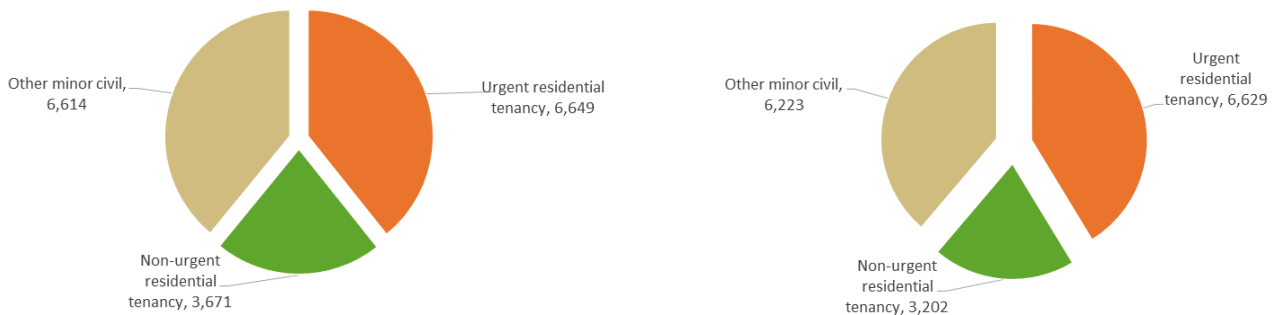 Other minor civil,
6,614
Urgent residential
tenancy, 6,649
Non-urgent
residential
tenancy, 3,671
Other minor civil,
6,223
Urgent
residential
tenancy, 6,629
Non-urgent
residential
tenancy, 3,202